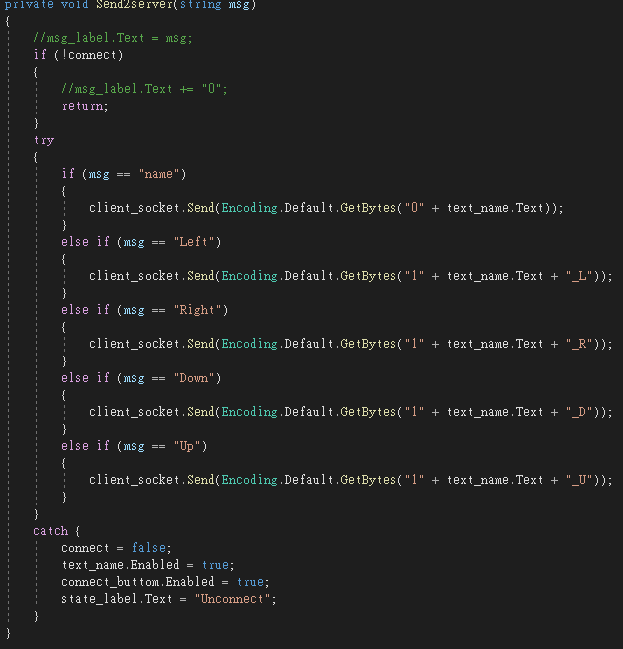 private void Send2server(string msg)
{
    //msg_label.Text = msg;
    if (!connect)
    {
        //msg_label.Text += "0";
        return;
    }
    try
    {
        if (msg == "name")
        {
            client_socket.Send(Encoding.Default.GetBytes("0" + text_name.Text));
        }
        else if (msg == "Left")
        {
            client_socket.Send(Encoding.Default.GetBytes("1" + text_name.Text + "_L"));
        }
        else if (msg == "Right")
        {
            client_socket.Send(Encoding.Default.GetBytes("1" + text_name.Text + "_R"));
        }
        else if (msg == "Down")
        {
            client_socket.Send(Encoding.Default.GetBytes("1" + text_name.Text + "_D"));
        }
        else if (msg == "Up")
        {
            client_socket.Send(Encoding.Default.GetBytes("1" + text_name.Text + "_U"));
        }
    }
    catch {
        connect = false;
        text_name.Enabled = true;
        connect_buttom.Enabled = true;
        state_label.Text = "Unconnect";
    }
}